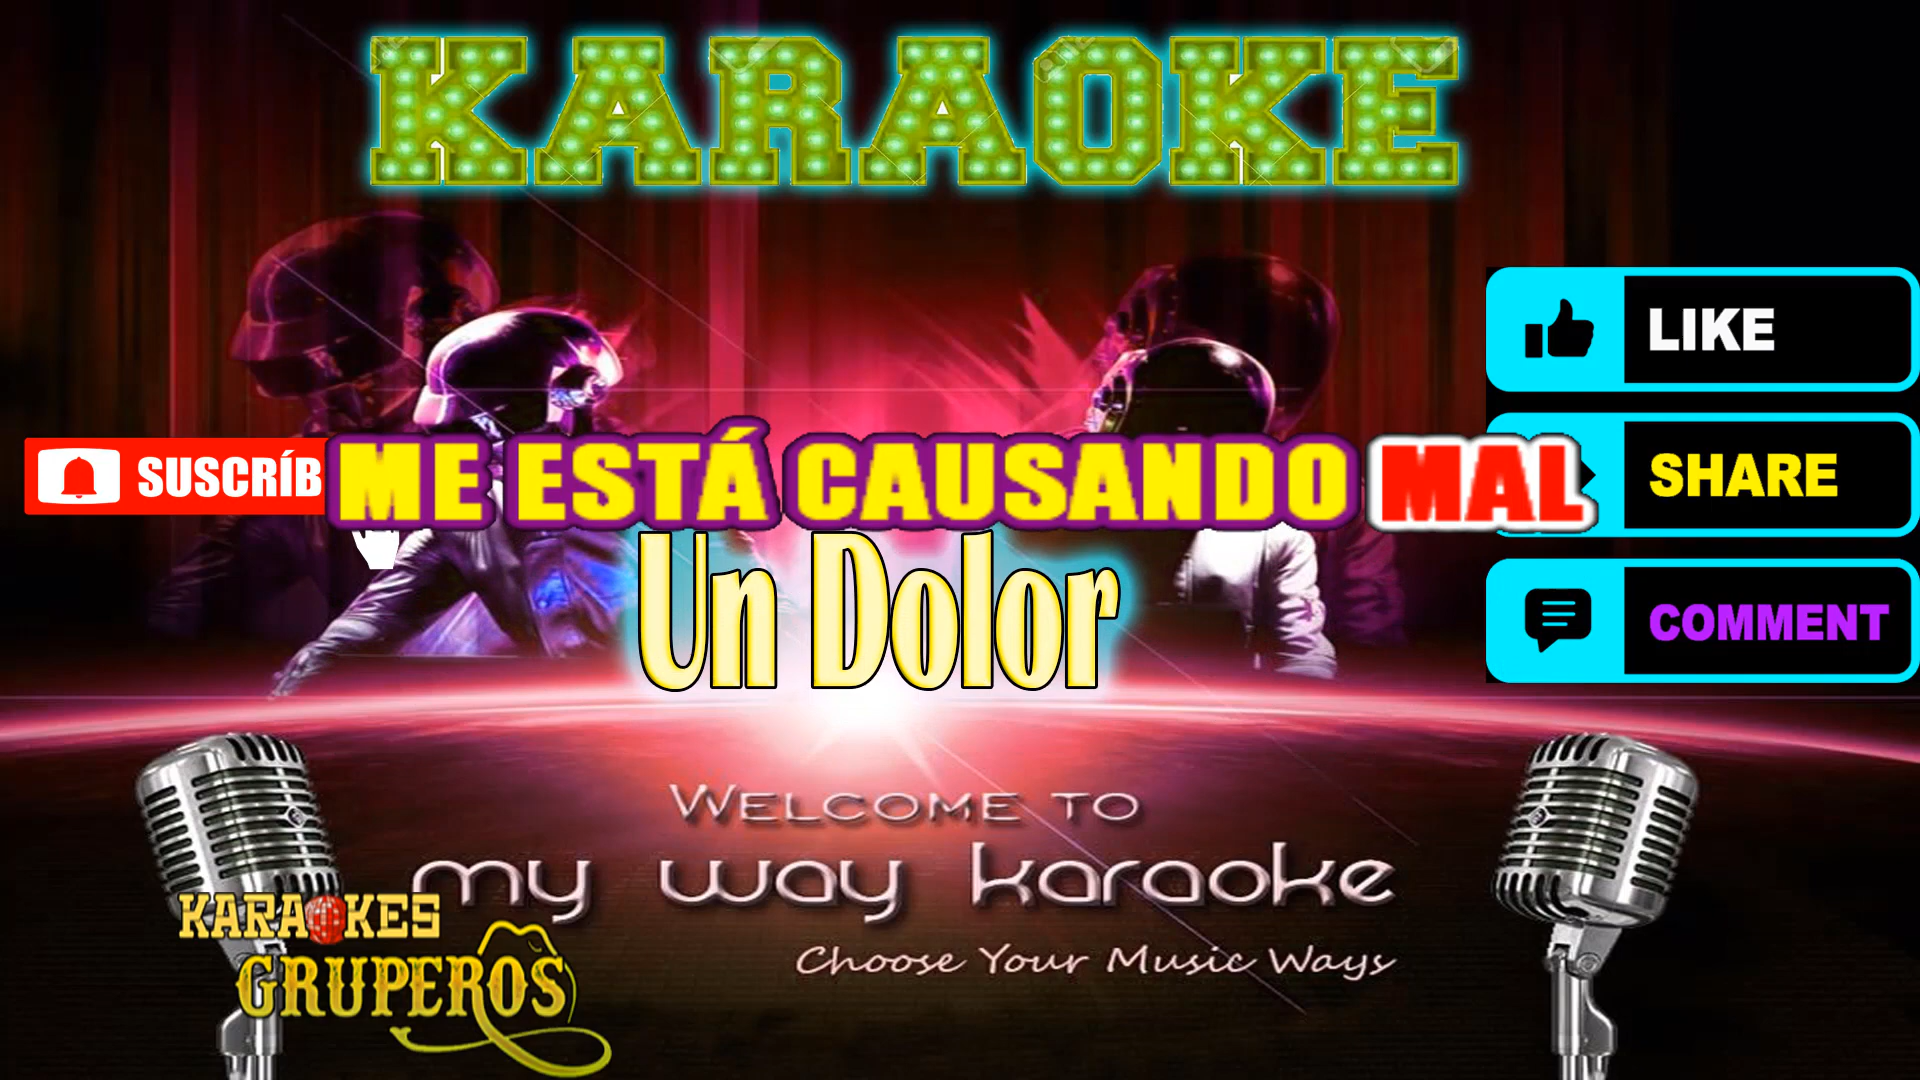 KARAOKE
LIKE
SUSCRÍB
ME ESTÁ CAUSANDO MAL
SHARE
Un Dolor
COMMENT
WELCOME TO
my way karaoke
Choose Your Music Ways
KARAOKES
GRUPEROS